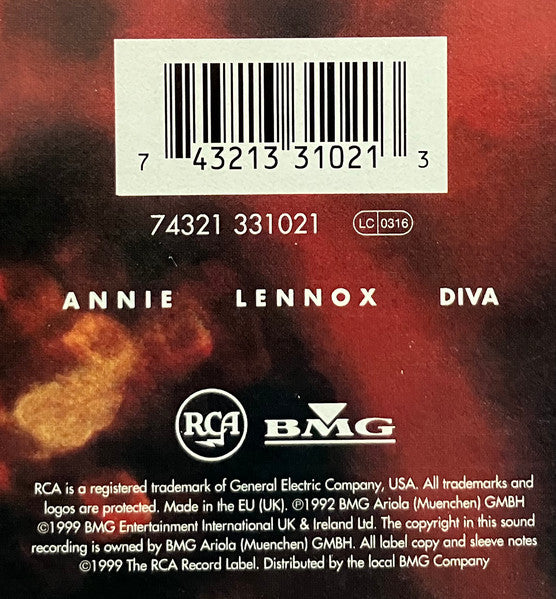 7 43213 31021 3
74321 331021 LC 0316
ANNIE LENNOX DIVA
RCA BMG
RCA is a registered trademark of General Electric Company, USA. All trademarks and
logos are protected. Made in the EU (UK). ℗1992 BMG Ariola (Muenchen) GMBH
©1999 BMG Entertainment International UK & Ireland Ltd. The copyright in this sound
recording is owned by BMG Ariola (Muenchen) GMBH. All label copy and sleeve notes
©1999 The RCA Record Label. Distributed by the local BMG Company